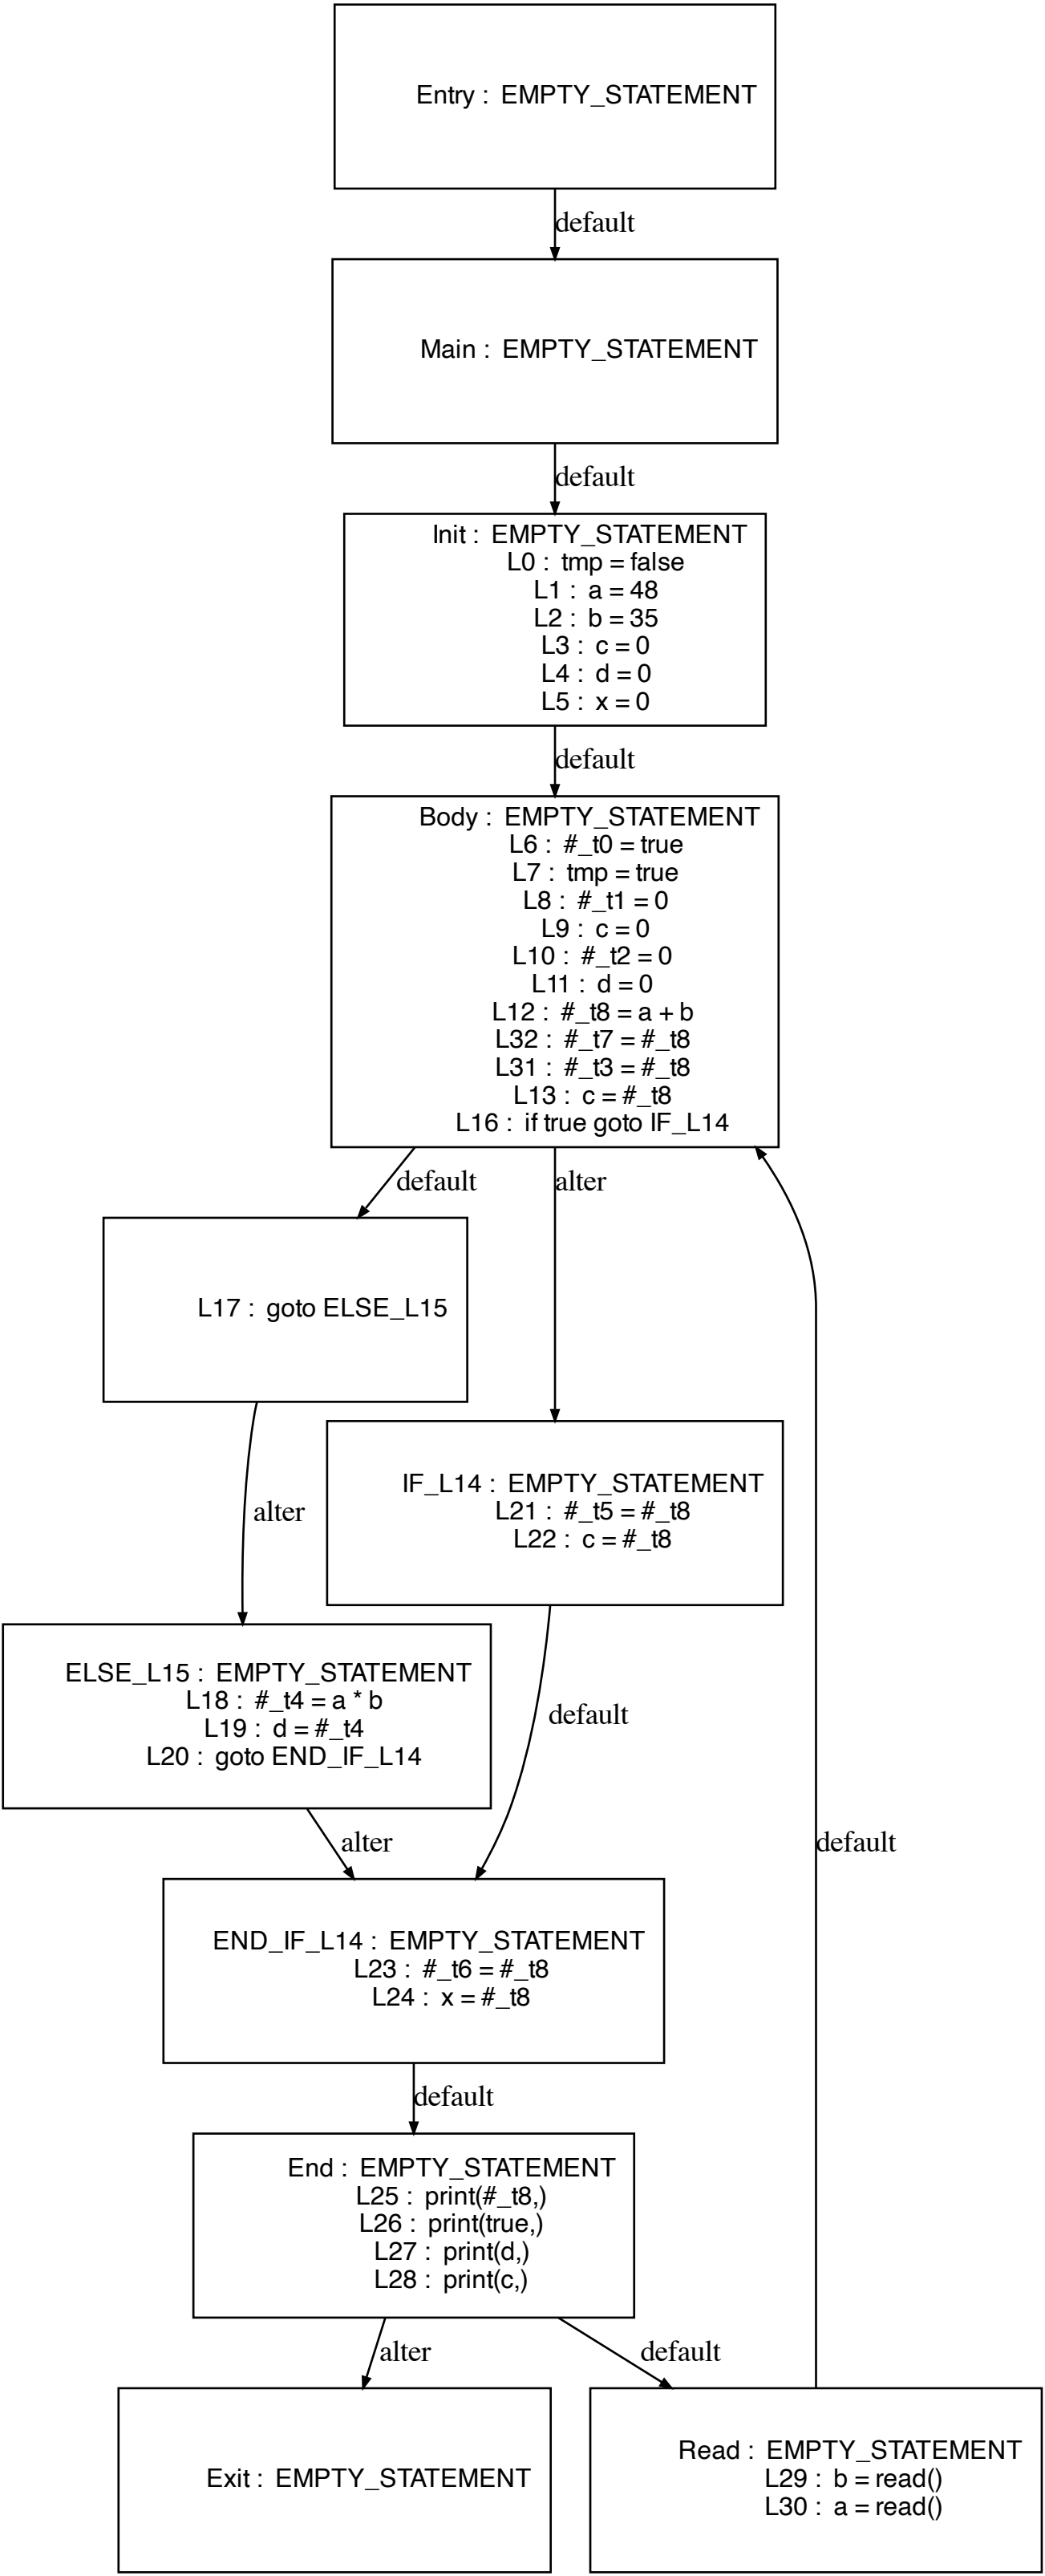 Entry : EMPTY_STATEMENT
default
Main : EMPTY_STATEMENT
default
Init : EMPTY_STATEMENT
L0 : tmp = false
L1 : a = 48
L2 : b = 35
L3 : c = 0
L4 : d = 0
L5 : x = 0
default
Body : EMPTY_STATEMENT
L6 : #_t0 = true
L7 : tmp = true
L8 : #_t1 = 0
L9 : c = 0
L10 : #_t2 = 0
L11 : d = 0
L12 : #_t8 = a + b
L32 : #_t7 = #_t8
L31 : #_t3 = #_t8
L13 : c = #_t8
L16 : if true goto IF_L14
default
alter
L17 : goto ELSE_L15
IF_L14 : EMPTY_STATEMENT
L21 : #_t5 = #_t8
L22 : c = #_t8
alter
ELSE_L15 : EMPTY_STATEMENT
L18 : #_t4 = a * b
L19 : d = #_t4
L20 : goto END_IF_L14
default
alter
default
END_IF_L14 : EMPTY_STATEMENT
L23 : #_t6 = #_t8
L24 : x = #_t8
default
End : EMPTY_STATEMENT
L25 : print(#_t8,)
L26 : print(true,)
L27 : print(d,)
L28 : print(c,)
alter
default
Exit : EMPTY_STATEMENT
Read : EMPTY_STATEMENT
L29 : b = read()
L30 : a = read()